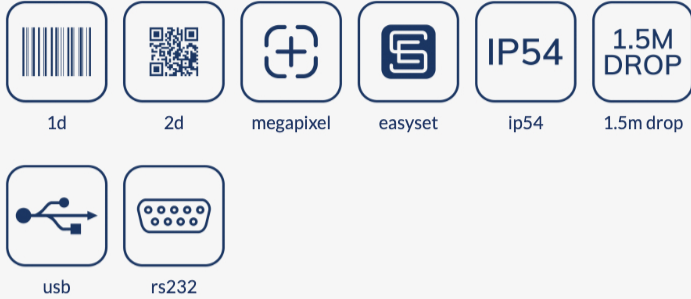 IP54
1.5M
DROP
1d
2d
megapixel
easyset
ip54
1.5m drop
usb
rs232